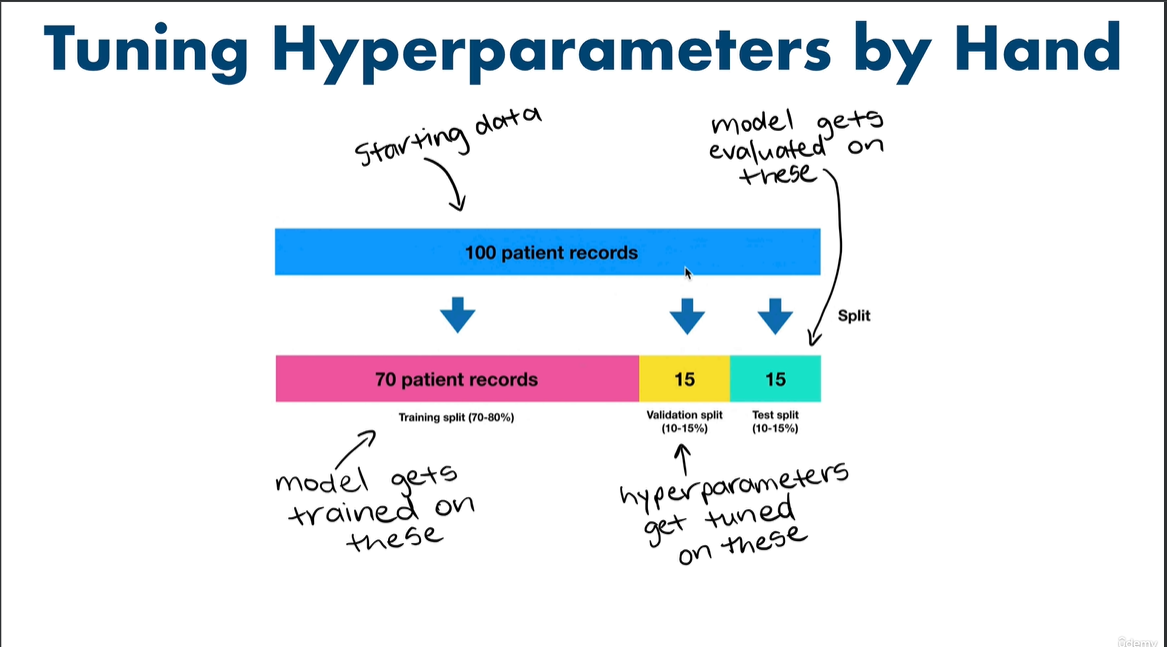 Tuning Hyperparameters by Hand
starting data
model gets
evaluated on
these
100 patient records
Split
70 patient records
15
15
Training split (70-80%)
Validation split
(10-15%)
Test split
(10-15%)
model gets
trained on
these
hyperparameters
get tuned
on these
ûdemy